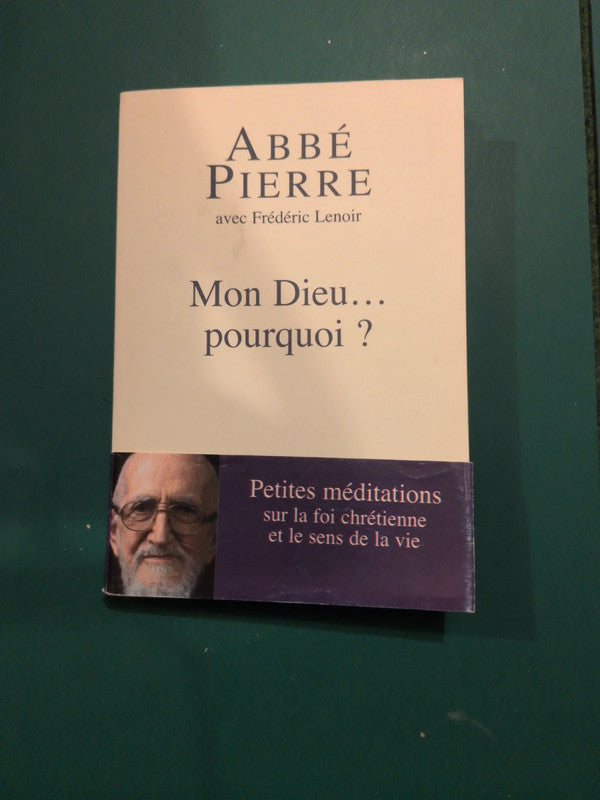 ABBÉ
PIERRE
avec Frédéric Lenoir
Mon Dieu...
pourquoi ?
Petites méditations
sur la foi chrétienne
et le sens de la vie